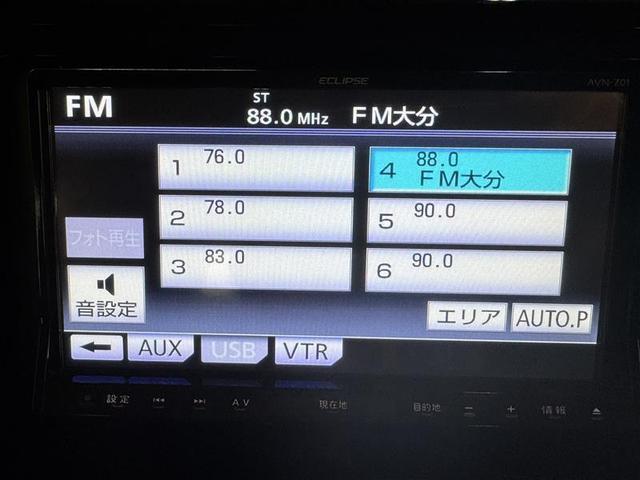 ECLIPSE
AVN-Z01
FM
ST
88.0 MHz
FM大分
1 76.0
4 88.0
FM大分
2 78.0
5 90.0
フォト再生
3 83.0
6 90.0
音設定
エリア
AUTO.P
AUX
USB
VTR
設定
AV
現在地
目的地
−
+
情報